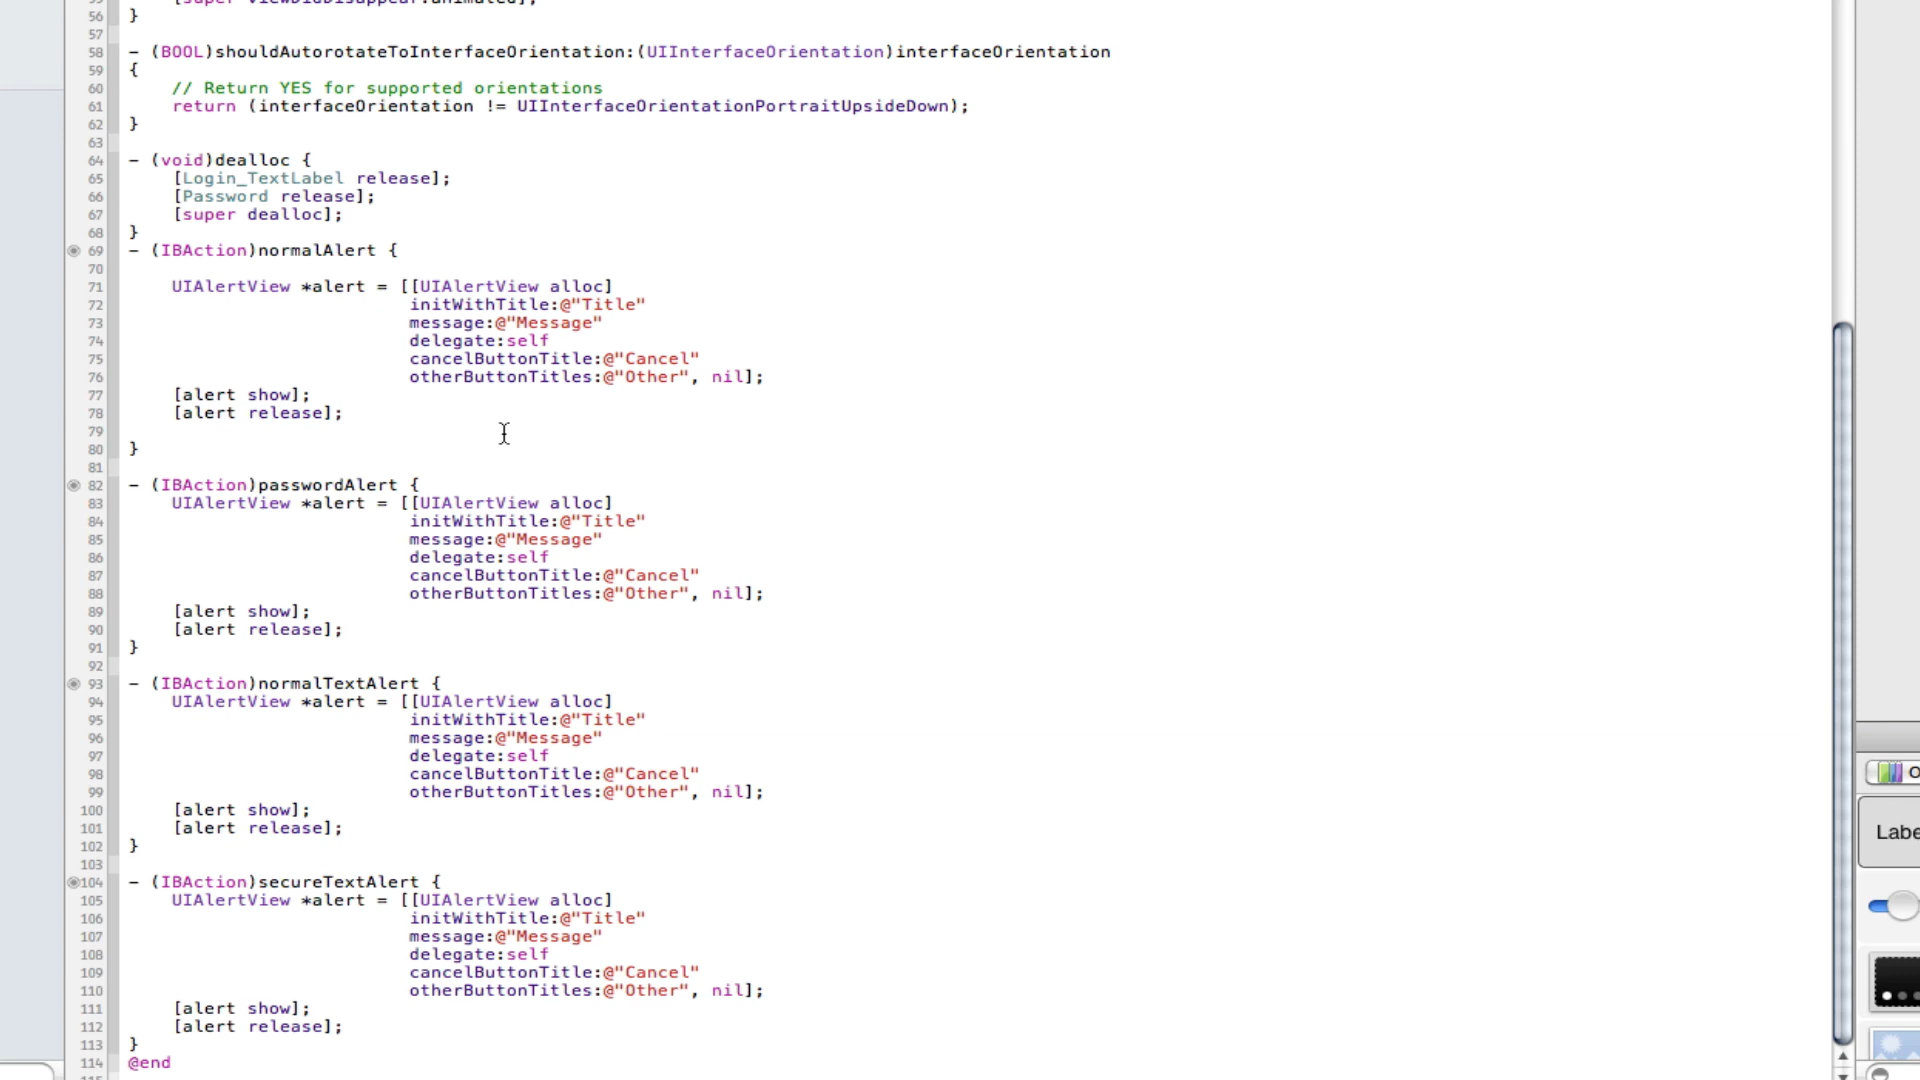 55 [super viewDidDisappear:animated];
56 }
57
58 - (BOOL)shouldAutorotateToInterfaceOrientation:(UIInterfaceOrientation)interfaceOrientation
59 {
60 // Return YES for supported orientations
61 return (interfaceOrientation != UIInterfaceOrientationPortraitUpsideDown);
62 }
63
64 - (void)dealloc {
65 [Login_TextLabel release];
66 [Password release];
67 [super dealloc];
68 }
69 - (IBAction)normalAlert {
70
71 UIAlertView *alert = [[UIAlertView alloc]
72 initWithTitle:@"Title"
73 message:@"Message"
74 delegate:self
75 cancelButtonTitle:@"Cancel"
76 otherButtonTitles:@"Other", nil];
77 [alert show];
78 [alert release];
79
80 }
81
82 - (IBAction)passwordAlert {
83 UIAlertView *alert = [[UIAlertView alloc]
84 initWithTitle:@"Title"
85 message:@"Message"
86 delegate:self
87 cancelButtonTitle:@"Cancel"
88 otherButtonTitles:@"Other", nil];
89 [alert show];
90 [alert release];
91 }
92
93 - (IBAction)normalTextAlert {
94 UIAlertView *alert = [[UIAlertView alloc]
95 initWithTitle:@"Title"
96 message:@"Message"
97 delegate:self
98 cancelButtonTitle:@"Cancel"
99 otherButtonTitles:@"Other", nil];
100 [alert show];
101 [alert release];
102 }
103
104 - (IBAction)secureTextAlert {
105 UIAlertView *alert = [[UIAlertView alloc]
106 initWithTitle:@"Title"
107 message:@"Message"
108 delegate:self
109 cancelButtonTitle:@"Cancel"
110 otherButtonTitles:@"Other", nil];
111 [alert show];
112 [alert release];
113 }
114 @end
Labe